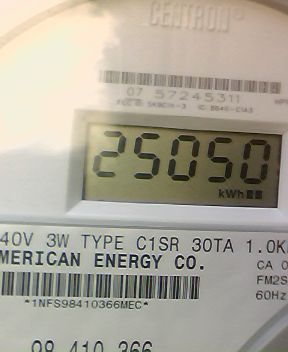 CENTRON®
07 57245311
25050
kWh
40V 3W TYPE C1SR 30TA 1.0K
MERICAN ENERGY CO.
CA 0
FM2S
60Hz
*1NFS98410366MEC*
98 410 366